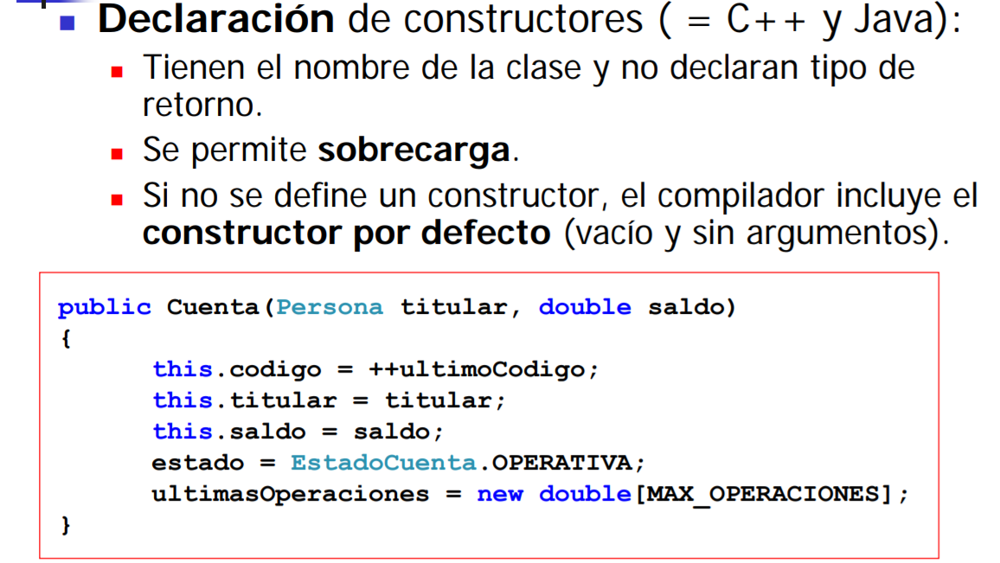 Declaración de constructores ( = C++ y Java):
Tienen el nombre de la clase y no declaran tipo de
retorno.
Se permite sobrecarga.
Si no se define un constructor, el compilador incluye el
constructor por defecto (vacío y sin argumentos).
public Cuenta(Persona titular, double saldo)
{
this.codigo = ++ultimoCodigo;
this.titular = titular;
this.saldo = saldo;
estado = EstadoCuenta.OPERATIVA;
ultimasOperaciones = new double[MAX_OPERACIONES];
}